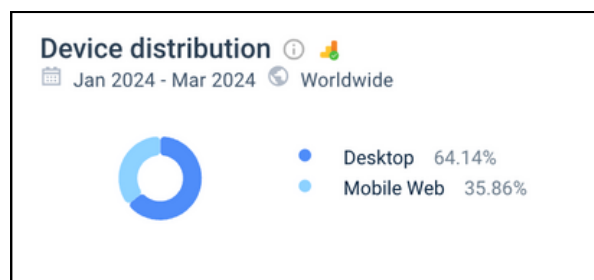 Device distribution
Jan 2024 - Mar 2024 Worldwide
Desktop 64.14%
Mobile Web 35.86%